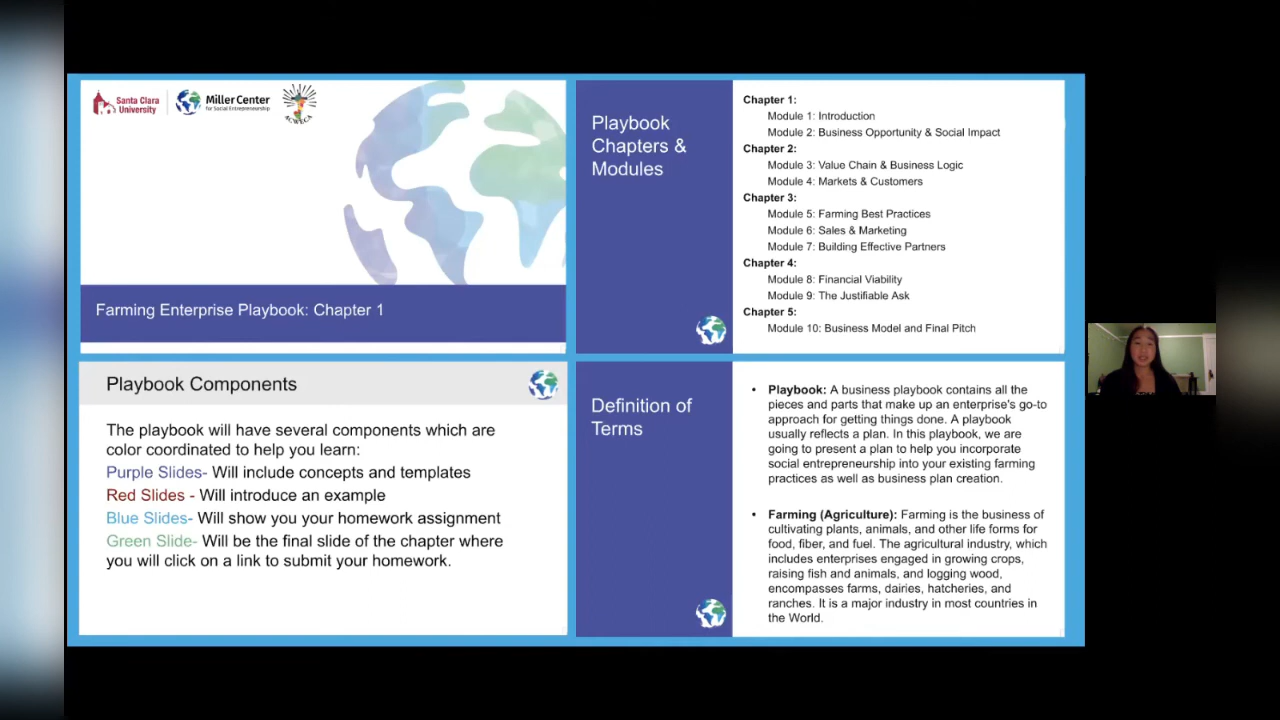 Santa Clara
University
Miller Center
for Social Entrepreneurship
ACWECA
Farming Enterprise Playbook: Chapter 1
Playbook
Chapters &
Modules
Chapter 1:
Module 1: Introduction
Module 2: Business Opportunity & Social Impact
Chapter 2:
Module 3: Value Chain & Business Logic
Module 4: Markets & Customers
Chapter 3:
Module 5: Farming Best Practices
Module 6: Sales & Marketing
Module 7: Building Effective Partners
Chapter 4:
Module 8: Financial Viability
Module 9: The Justifiable Ask
Chapter 5:
Module 10: Business Model and Final Pitch
Playbook Components
The playbook will have several components which are
color coordinated to help you learn:
Purple Slides- Will include concepts and templates
Red Slides - Will introduce an example
Blue Slides- Will show you your homework assignment
Green Slide- Will be the final slide of the chapter where
you will click on a link to submit your homework.
Definition of
Terms
• Playbook: A business playbook contains all the
pieces and parts that make up an enterprise's go-to
approach for getting things done. A playbook
usually reflects a plan. In this playbook, we are
going to present a plan to help you incorporate
social entrepreneurship into your existing farming
practices as well as business plan creation.
• Farming (Agriculture): Farming is the business of
cultivating plants, animals, and other life forms for
food, fiber, and fuel. The agricultural industry, which
includes enterprises engaged in growing crops,
raising fish and animals, and logging wood,
encompasses farms, dairies, hatcheries, and
ranches. It is a major industry in most countries in
the World.